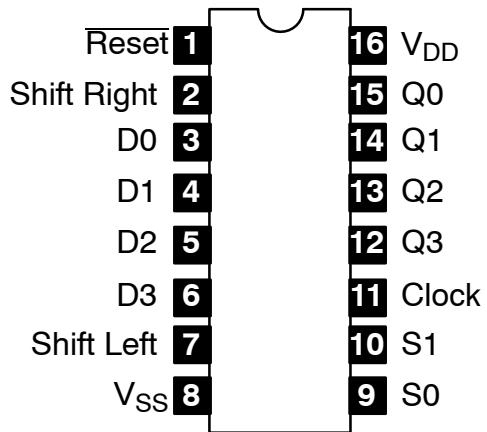 Reset 1 16 VDD
Shift Right 2 15 Q0
D0 3 14 Q1
D1 4 13 Q2
D2 5 12 Q3
D3 6 11 Clock
Shift Left 7 10 S1
VSS 8 9 S0